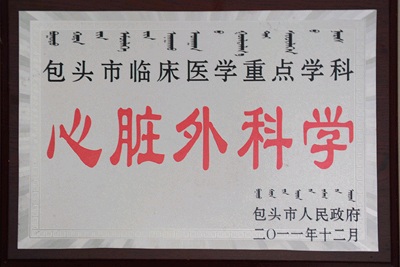 包头市临床医学重点学科
心脏外科学
包头市人民政府
二〇一一年十二月